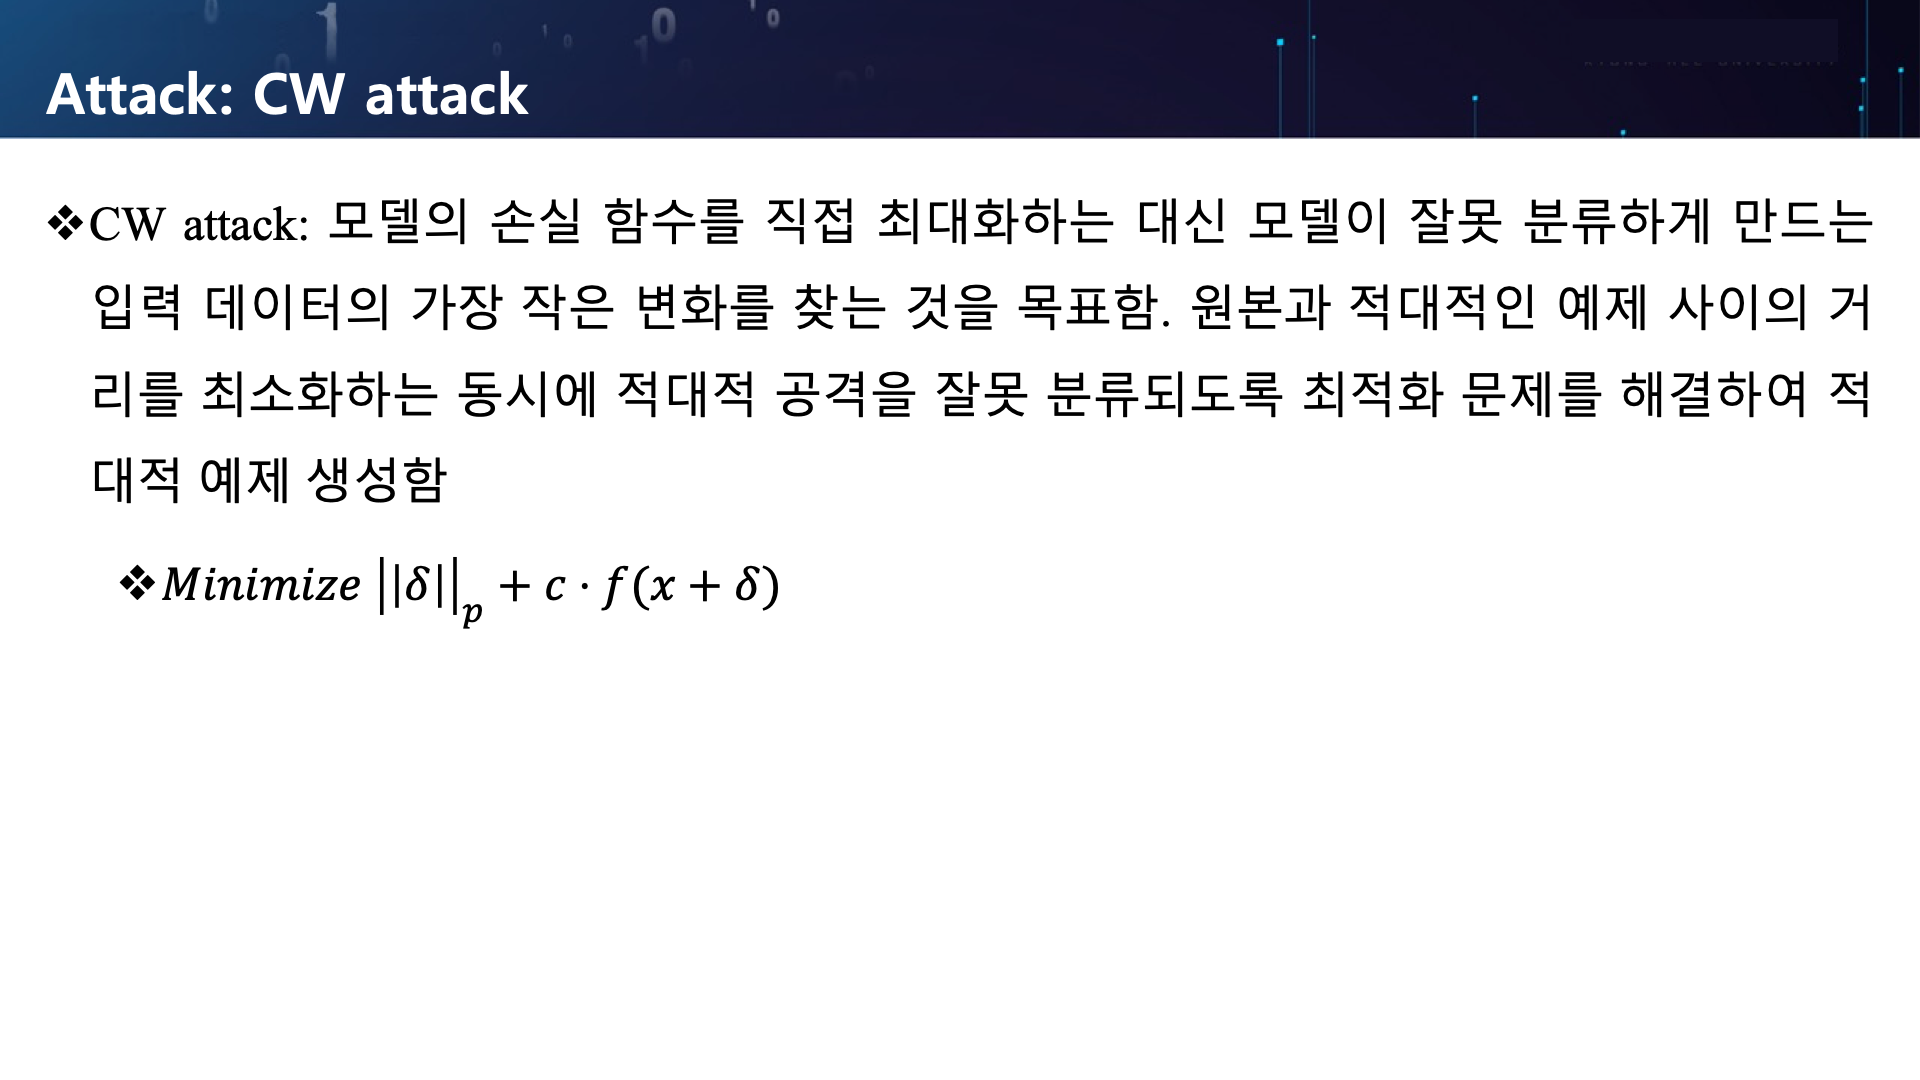 Attack: CW attack
❖CW attack: 모델의 손실 함수를 직접 최대화하는 대신 모델이 잘못 분류하게 만드는
입력 데이터의 가장 작은 변화를 찾는 것을 목표함. 원본과 적대적인 예제 사이의 거
리를 최소화하는 동시에 적대적 공격을 잘못 분류되도록 최적화 문제를 해결하여 적
대적 예제 생성함
❖Minimize ||δ||_p + c · f(x + δ)